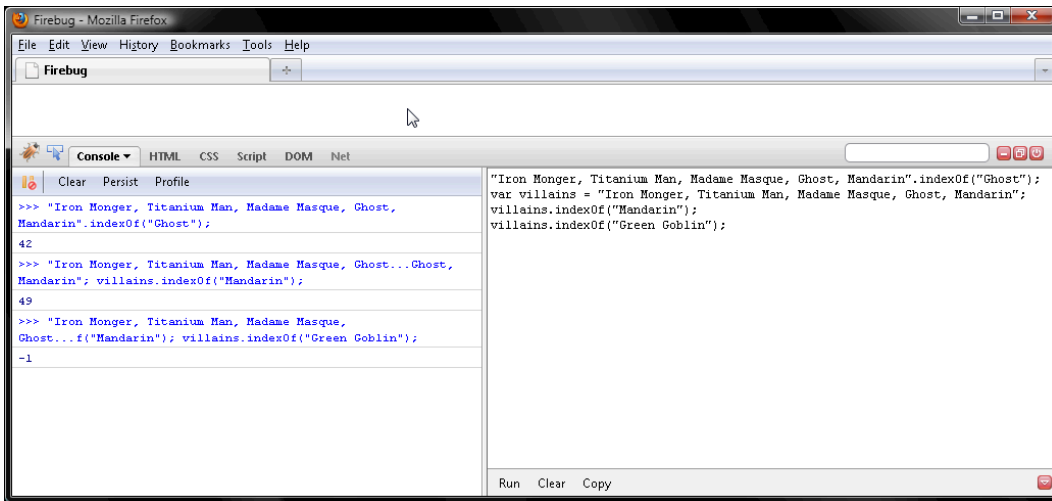 Firebug - Mozilla Firefox
File Edit View History Bookmarks Tools Help
Firebug
Console HTML CSS Script DOM Net
Clear Persist Profile
>>> "Iron Monger, Titanium Man, Madame Masque, Ghost,
Mandarin".indexOf("Ghost");
42
>>> "Iron Monger, Titanium Man, Madame Masque, Ghost...Ghost,
Mandarin"; villains.indexOf("Mandarin");
49
>>> "Iron Monger, Titanium Man, Madame Masque,
Ghost...f("Mandarin"); villains.indexOf("Green Goblin");
-1
"Iron Monger, Titanium Man, Madame Masque, Ghost, Mandarin".indexOf("Ghost");
var villains = "Iron Monger, Titanium Man, Madame Masque, Ghost, Mandarin";
villains.indexOf("Mandarin");
villains.indexOf("Green Goblin");
Run Clear Copy